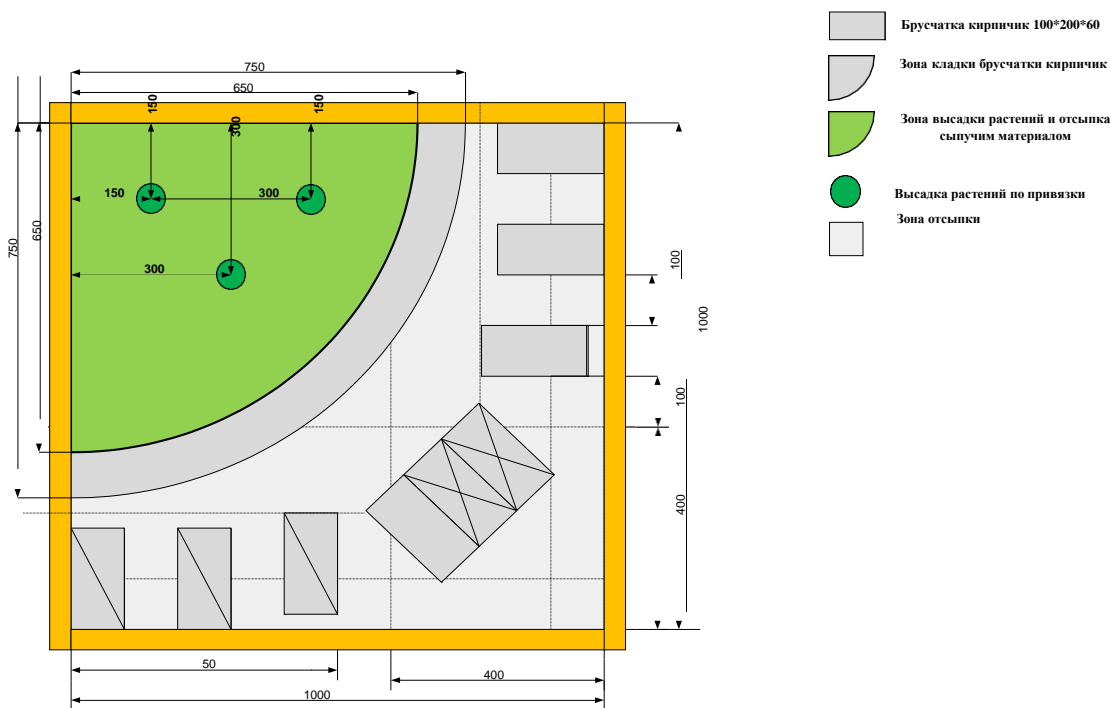 Брусчатка кирпичик 100*200*60
Зона кладки брусчатки кирпичик
Зона высадки растений и отсыпка
сыпучим материалом
Высадка растений по привязки
Зона отсыпки
750
650
150
300
150
150
300
300
750
650
100
1000
100
400
50
400
1000